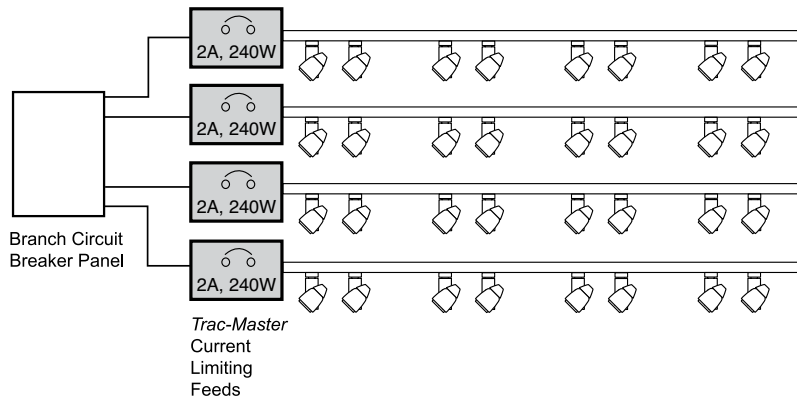 2A, 240W
2A, 240W
2A, 240W
2A, 240W
Branch Circuit
Breaker Panel
Trac-Master
Current
Limiting
Feeds